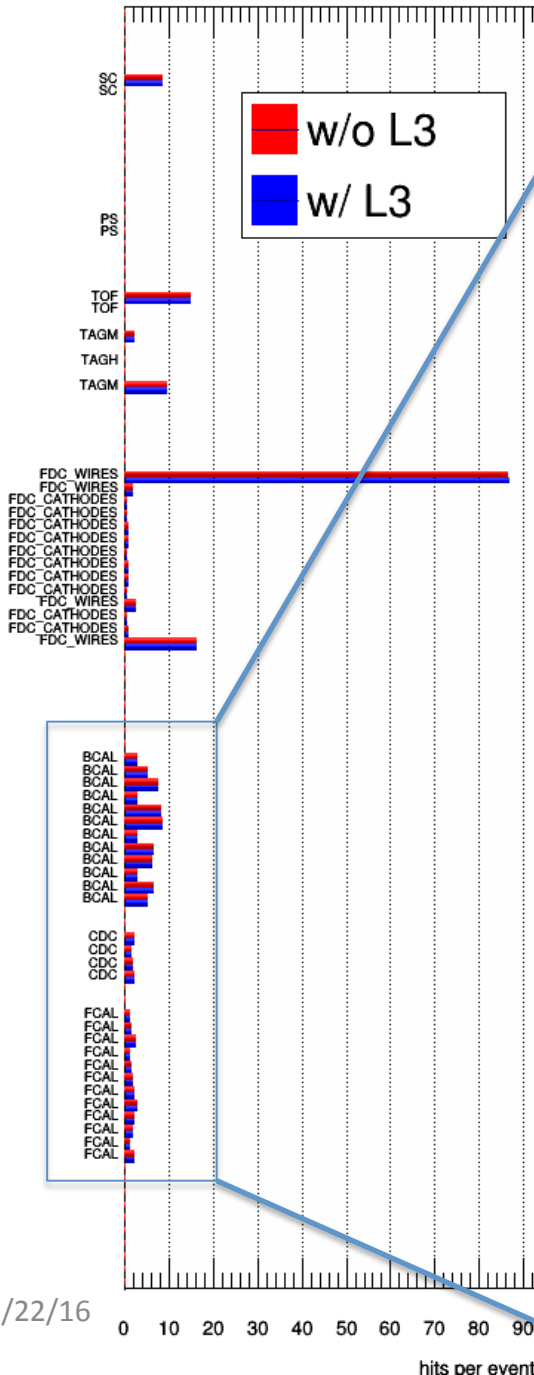 SC
SC
w/o L3
w/ L3
PS
PS
TOF
TOF
TAGM
TAGH
TAGM
FDC_WIRES
FDC_WIRES
FDC_CATHODES
FDC_CATHODES
FDC_CATHODES
FDC_CATHODES
FDC_CATHODES
FDC_CATHODES
FDC_CATHODES
FDC_CATHODES
FDC_WIRES
FDC_CATHODES
FDC_CATHODES
FDC_WIRES
BCAL
BCAL
BCAL
BCAL
BCAL
BCAL
BCAL
BCAL
BCAL
BCAL
BCAL
BCAL
CDC
CDC
CDC
CDC
FCAL
FCAL
FCAL
FCAL
FCAL
FCAL
FCAL
FCAL
FCAL
FCAL
FCAL
FCAL
/22/16
0 10 20 30 40 50 60 70 80 90
hits per event